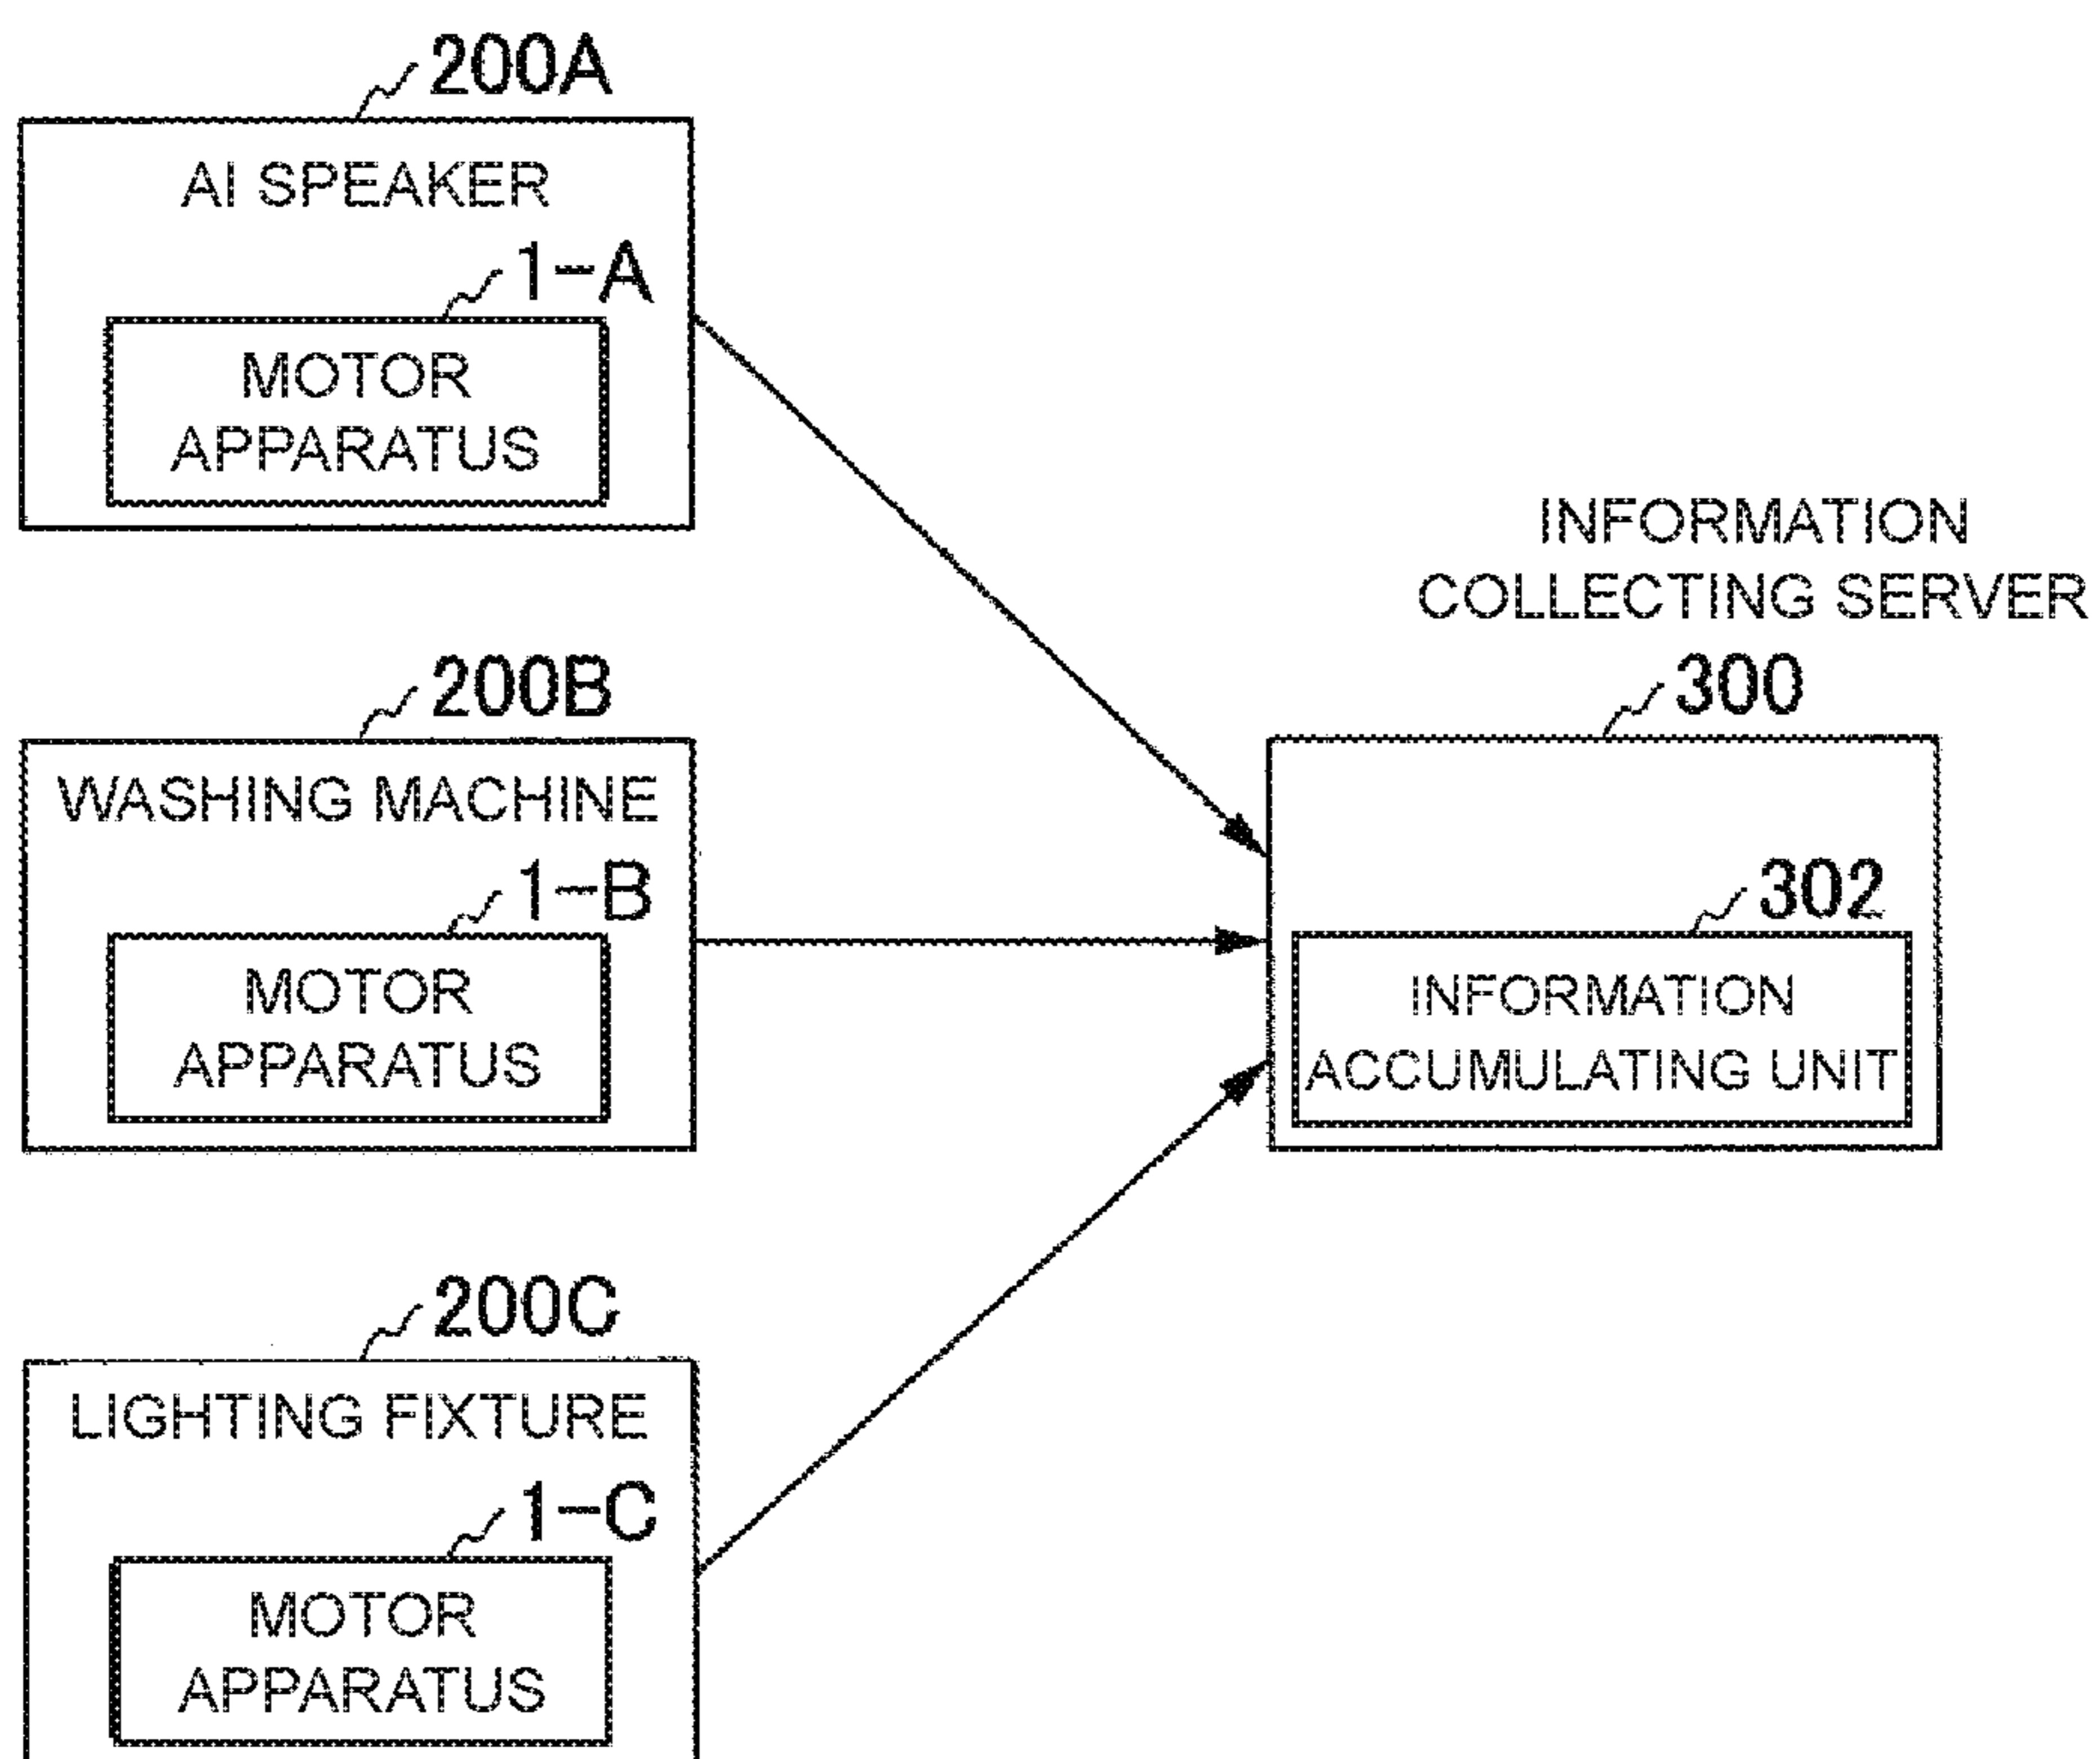 200A
AI SPEAKER
1-A
MOTOR
APPARATUS
INFORMATION
COLLECTING SERVER
200B
300
WASHING MACHINE
1-B
302
MOTOR
APPARATUS
INFORMATION
ACCUMULATING UNIT
200C
LIGHTING FIXTURE
1-C
MOTOR
APPARATUS